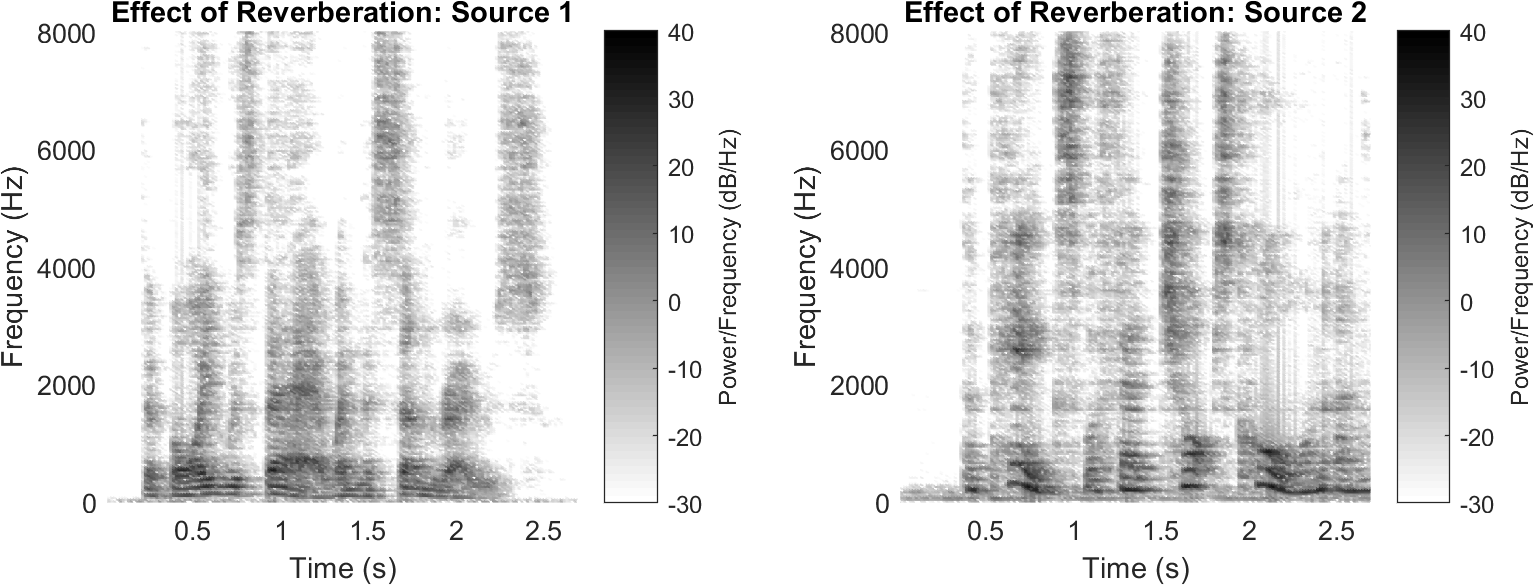 Effect of Reverberation: Source 1
8000
6000
4000
2000
0
Frequency (Hz)
0.5 1 1.5 2 2.5
Time (s)
40
30
20
10
0
-10
-20
-30
Power/Frequency (dB/Hz)
Effect of Reverberation: Source 2
8000
6000
4000
2000
0
Frequency (Hz)
0.5 1 1.5 2 2.5
Time (s)
40
30
20
10
0
-10
-20
-30
Power/Frequency (dB/Hz)